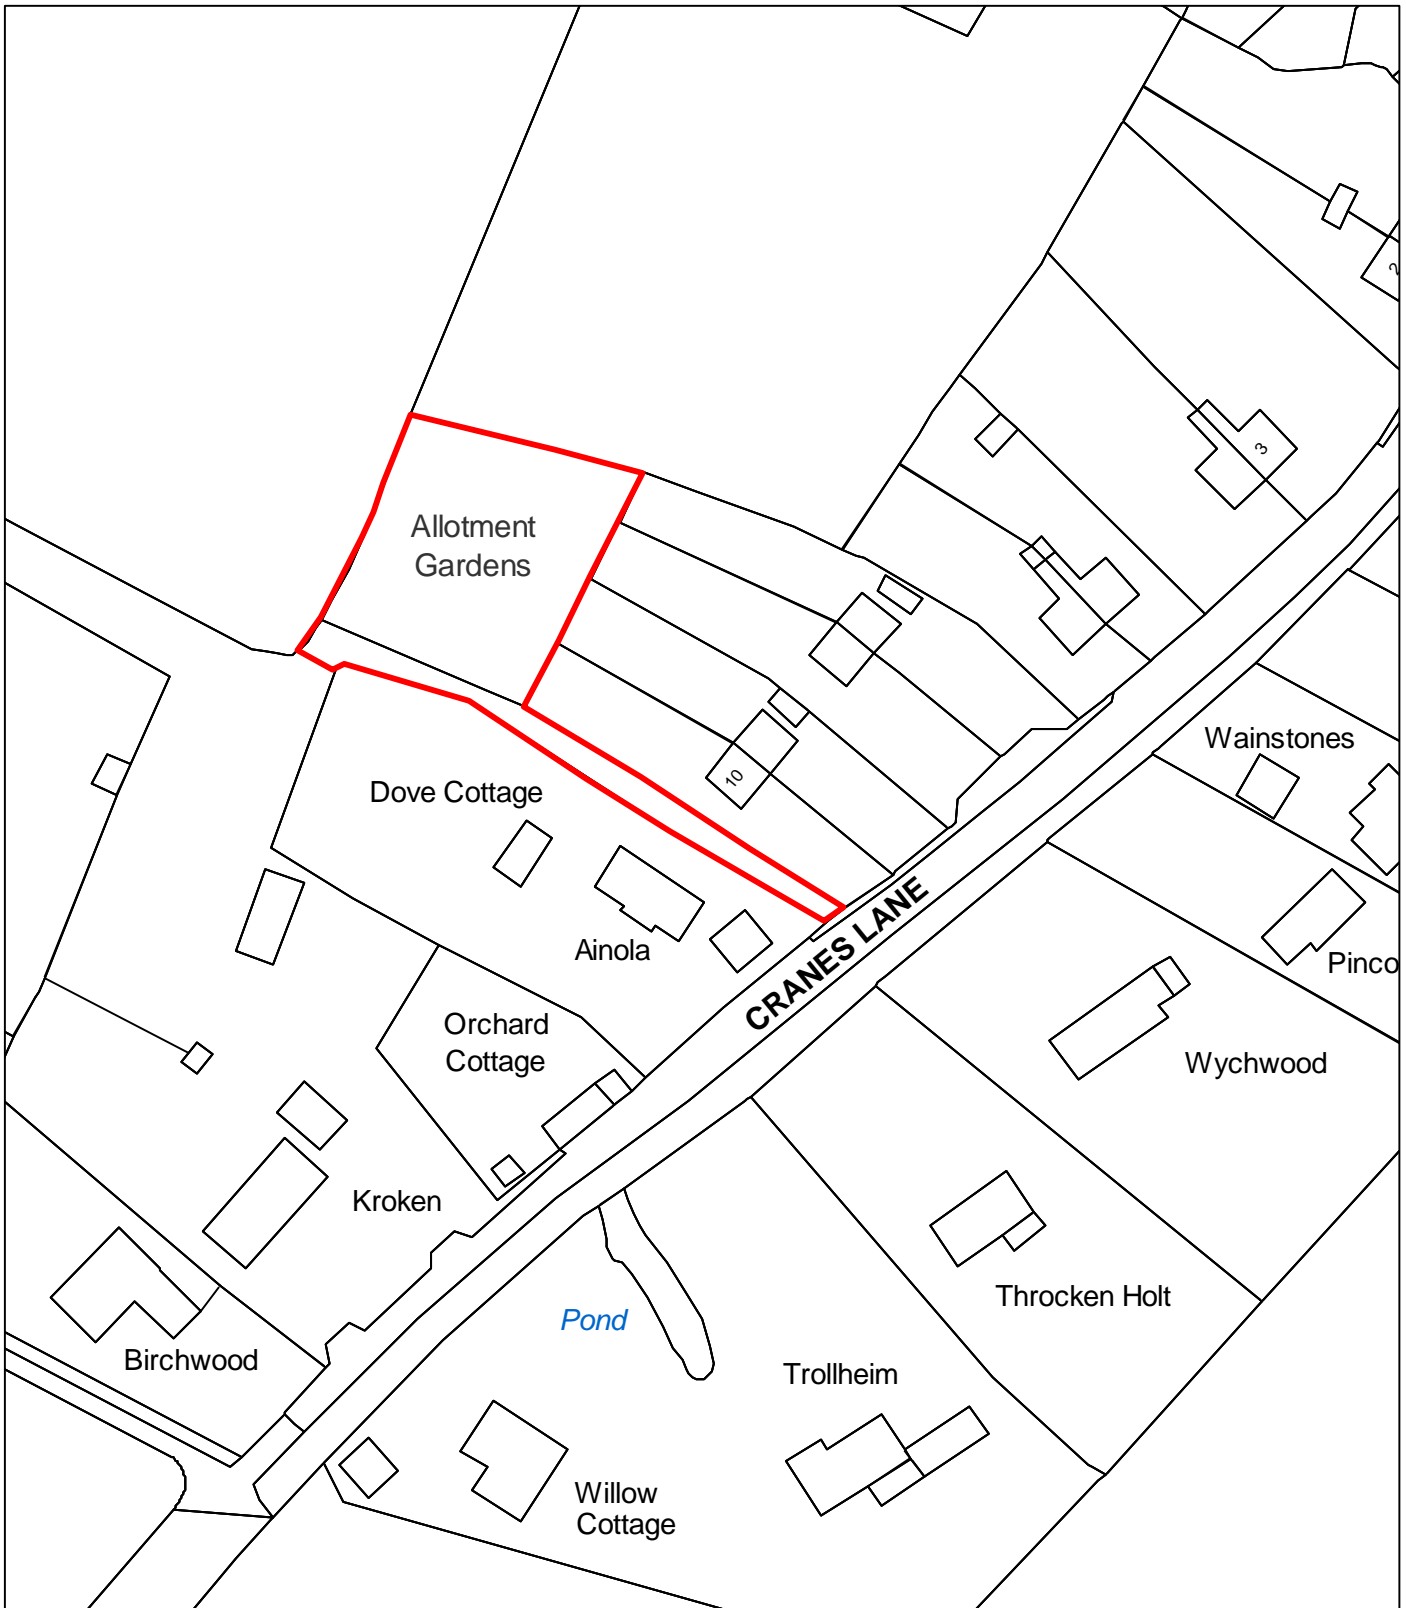 2
3
Allotment
Gardens
Wainstones
10
Dove Cottage
CRANES LANE
Ainola
Pinco
Orchard
Cottage
Wychwood
Kroken
Throcken Holt
Pond
Birchwood
Trollheim
Willow
Cottage